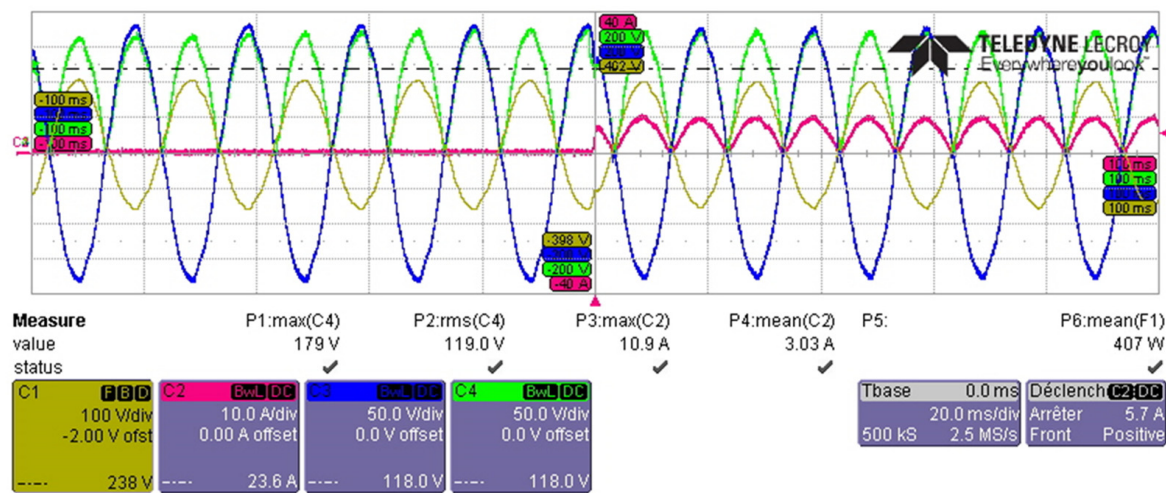 40 A
200 V
-402 V
TELEDYNE LECROY
Everywhereyoulook™
-100 ms
-100 ms
-100 ms
C3
100 ms
100 ms
100 ms
-398 V
-200 V
-40 A
Measure P1:max(C4) P2:rms(C4) P3:max(C2) P4:mean(C2) P5: P6:mean(F1)
value 179 V 119.0 V 10.9 A 3.03 A 407 W
status
C1 F B D C2 BwL DC C3 BwL DC C4 BwL DC Tbase 0.0 ms Déclench C2 DC
100 V/div 10.0 A/div 50.0 V/div 50.0 V/div 20.0 ms/div Arrêter 5.7 A
-2.00 V ofst 0.00 A offset 0.0 V offset 0.0 V offset 500 kS 2.5 MS/s Front Positive
238 V 23.6 A 118.0 V 118.0 V